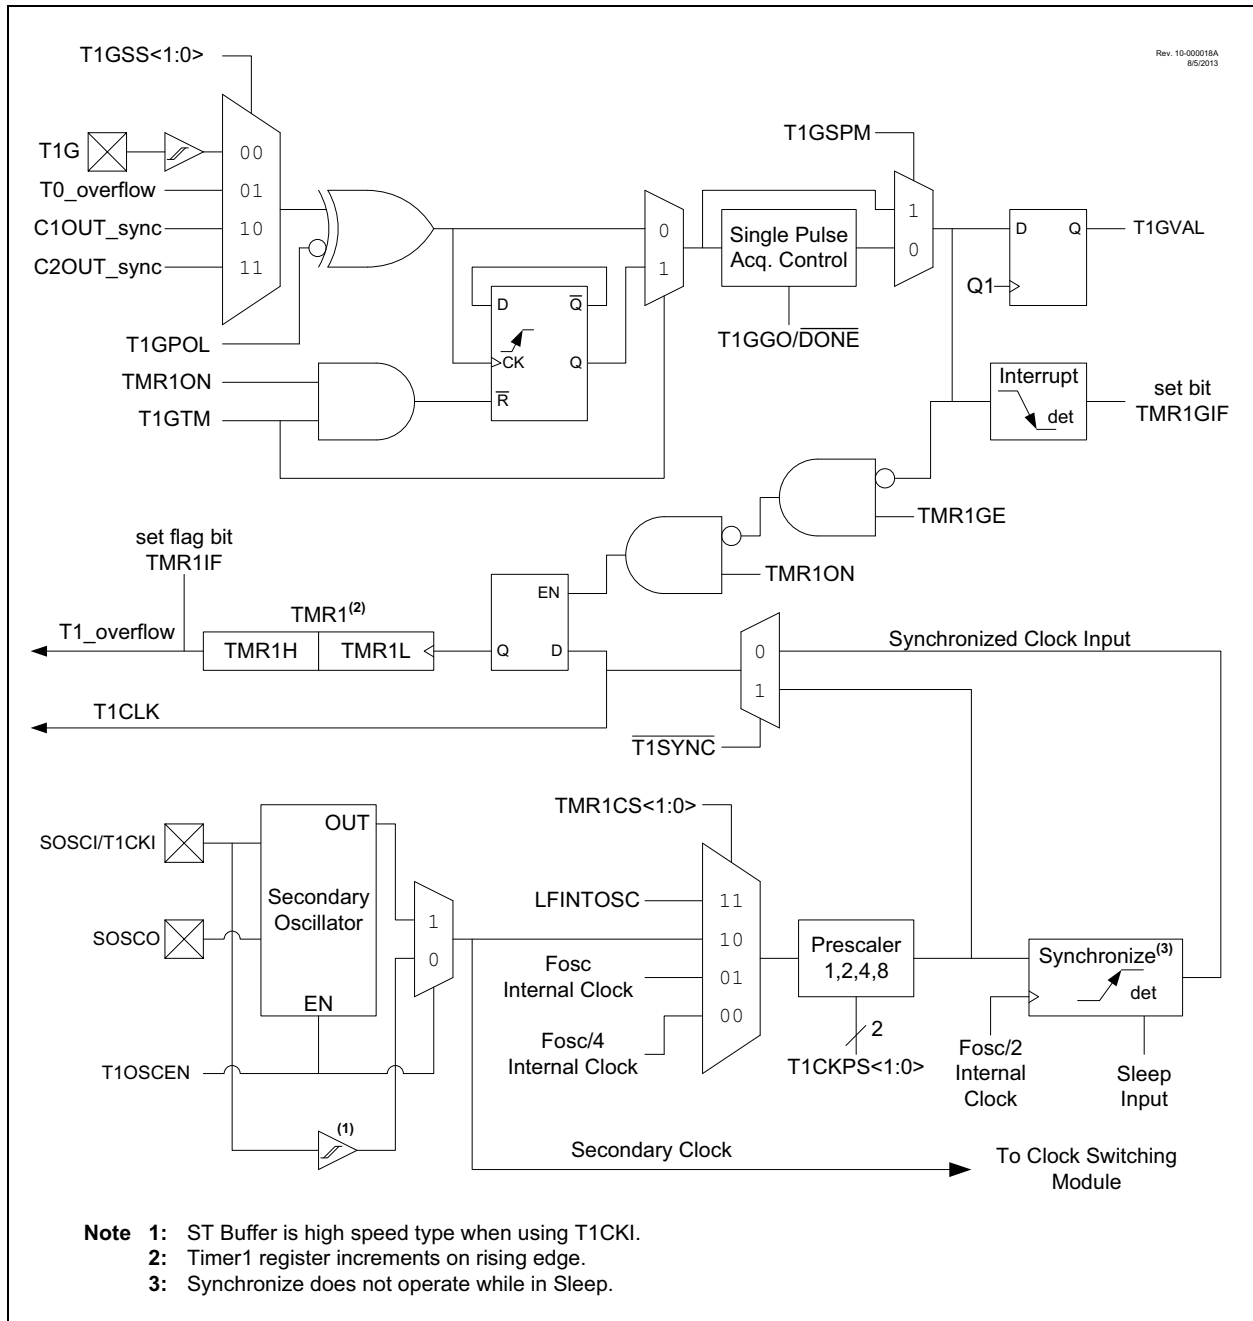 T1GSS<1:0>
Rev. 10-000018A
8/5/2013
T1G
00
T0_overflow
01
C1OUT_sync
10
C2OUT_sync
11
T1GPOL
TMR1ON
T1GTM
D
Q
CK
Q
R
0
1
T1GSPM
Single Pulse
Acq. Control
T1GGO/DONE
1
0
D
Q
Q1
T1GVAL
Interrupt
det
set bit
TMR1GIF
TMR1GE
TMR1ON
set flag bit
TMR1IF
T1_overflow
TMR1(2)
TMR1H
TMR1L
EN
Q
D
T1CLK
0
1
Synchronized Clock Input
T1SYNC
TMR1CS<1:0>
SOSCI/T1CKI
OUT
Secondary
Oscillator
SOSCO
EN
T1OSCEN
(1)
1
0
LFINTOSC
11
10
Fosc
Internal Clock
01
Fosc/4
Internal Clock
00
Prescaler
1,2,4,8
2
T1CKPS<1:0>
Synchronize(3)
det
Fosc/2
Internal
Clock
Sleep
Input
Secondary Clock
To Clock Switching
Module
Note 1: ST Buffer is high speed type when using T1CKI.
2: Timer1 register increments on rising edge.
3: Synchronize does not operate while in Sleep.